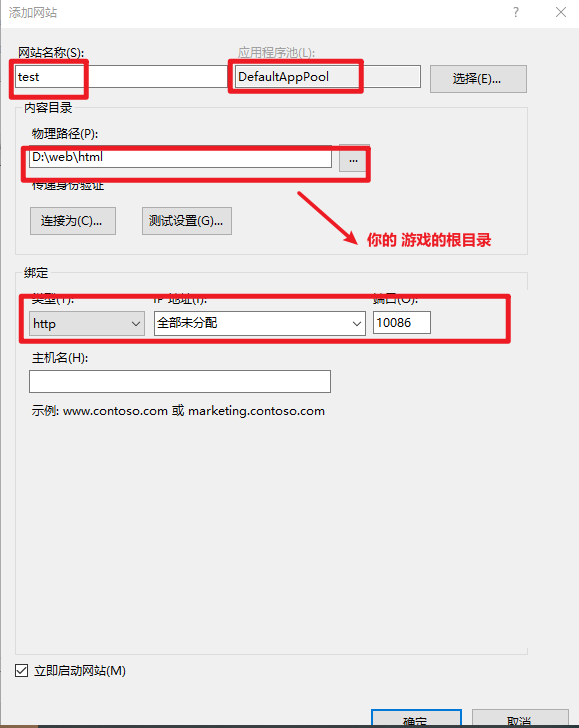 添加网站
网站名称(S):
应用程序池(L):
test
DefaultAppPool
选择(E)...
内容目录
物理路径(P):
D:\web\html
...
传递身份验证
连接为(C)...
测试设置(G)...
你的 游戏的根目录
绑定
类型(T):
IP 地址(I):
端口(O):
http
全部未分配
10086
主机名(H):
示例: www.contoso.com 或 marketing.contoso.com
立即启动网站(M)
确定
取消